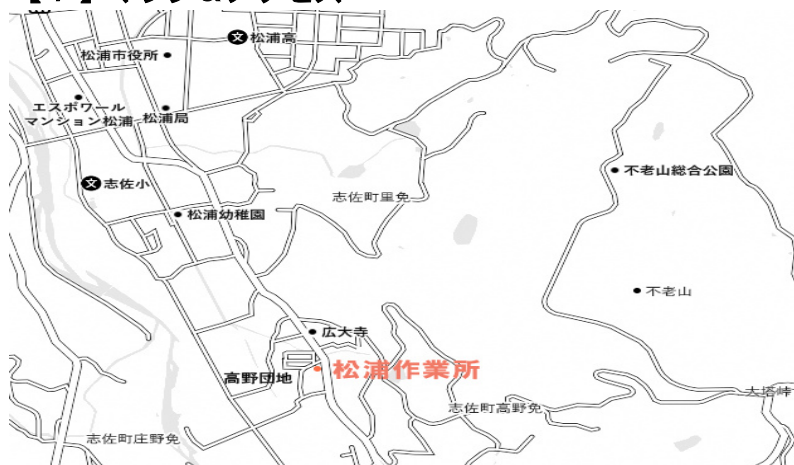 文 松浦高
松浦市役所
エスポワール
マンション松浦
松浦局
文 志佐小
不老山総合公園
志佐町里免
松浦幼稚園
不老山
広大寺
松浦作業所
高野団地
大塔峠
志佐町高野免
志佐町庄野免